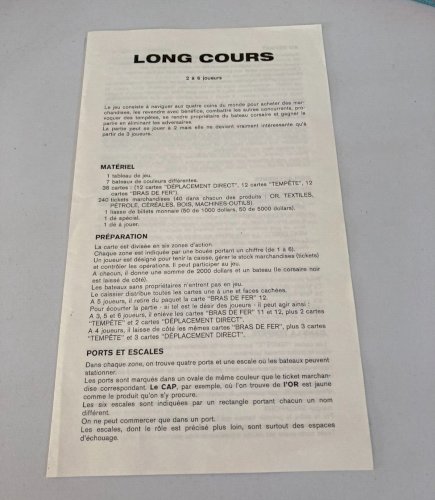 LONG COURS
2 à 6 joueurs
Le jeu consiste à naviguer aux quatre coins du monde pour acheter des mar-
chandises, les revendre avec bénéfice, combattre les autres concurrents, pro-
voquer des tempêtes, se rendre propriétaire du bateau corsaire et gagner la
partie en éliminant les adversaires.
La partie peut se jouer à 2 mais elle ne devient vraiment intéressante qu'à
partir de 3 joueurs.
MATÉRIEL
1 tableau de jeu.
7 bateaux de couleurs différentes.
36 cartes : (12 cartes "DÉPLACEMENT DIRECT", 12 cartes "TEMPÊTE", 12
cartes "BRAS DE FER").
240 tickets marchandises (40 dans chacun des produits : OR, TEXTILES,
PÉTROLE, CÉRÉALES, BOIS, MACHINES-OUTILS).
1 liasse de billets monnaie (50 de 1000 dollars, 50 de 5000 dollars).
1 dé spécial.
1 dé à jouer.
PRÉPARATION
La carte est divisée en six zones d'action.
Chaque zone est indiquée par une bouée portant un chiffre (de 1 à 6).
Un joueur est désigné pour tenir la caisse, gérer le stock marchandises (tickets)
et contrôler les opérations. Il peut participer au jeu.
A chacun, il donne une somme de 2000 dollars et un bateau (le corsaire noir
est laissé de côté).
Les bateaux sans propriétaires n'entrent pas en jeu.
Le caissier distribue toutes les cartes une à une et faces cachées.
A 5 joueurs, il retire du paquet la carte "BRAS DE FER" 12.
Pour écourter la partie - si tel est le désir des joueurs - il peut agir ainsi :
A 3, 5 et 6 joueurs, il enlève les cartes "BRAS DE FER" 11 et 12, plus 2 cartes
"TEMPÊTE" et 2 cartes "DÉPLACEMENT DIRECT".
A 4 joueurs, il laisse de côté les mêmes cartes "BRAS DE FER", plus 3 cartes
"TEMPÊTE" et 3 cartes "DÉPLACEMENT DIRECT".
PORTS ET ESCALES
Dans chaque zone, on trouve quatre ports et une escale où les bateaux peuvent
stationner.
Les ports sont marqués dans un ovale de même couleur que le ticket marchan-
dise correspondant. Le CAP, par exemple, où l'on trouve de l'OR est jaune
comme le produit qu'on s'y procure.
Les six escales sont indiquées par un rectangle portant chacun un nom
différent.
On ne peut commercer que dans un port.
Les escales, dont le rôle est précisé plus loin, sont surtout des espaces
d'échouage.